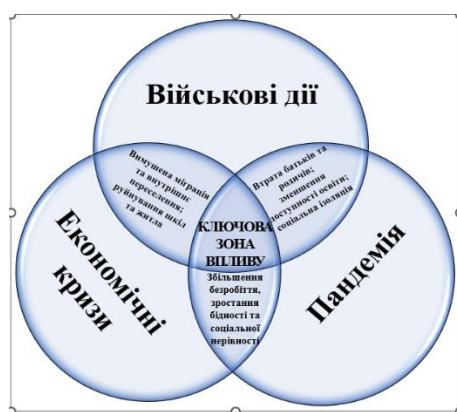 Військові дії
Вимушена міграція
та внутрішнє
переселення;
руйнування шкіл
та житла
Втрата батьків та
родичів;
зменшення
доступності освіти;
соціальна ізоляція
КЛЮЧОВА
ЗОНА
ВПЛИВУ
Збільшення
безробіття,
зростання
бідності та
соціальної
нерівності
Економічні
кризи
Пандемія